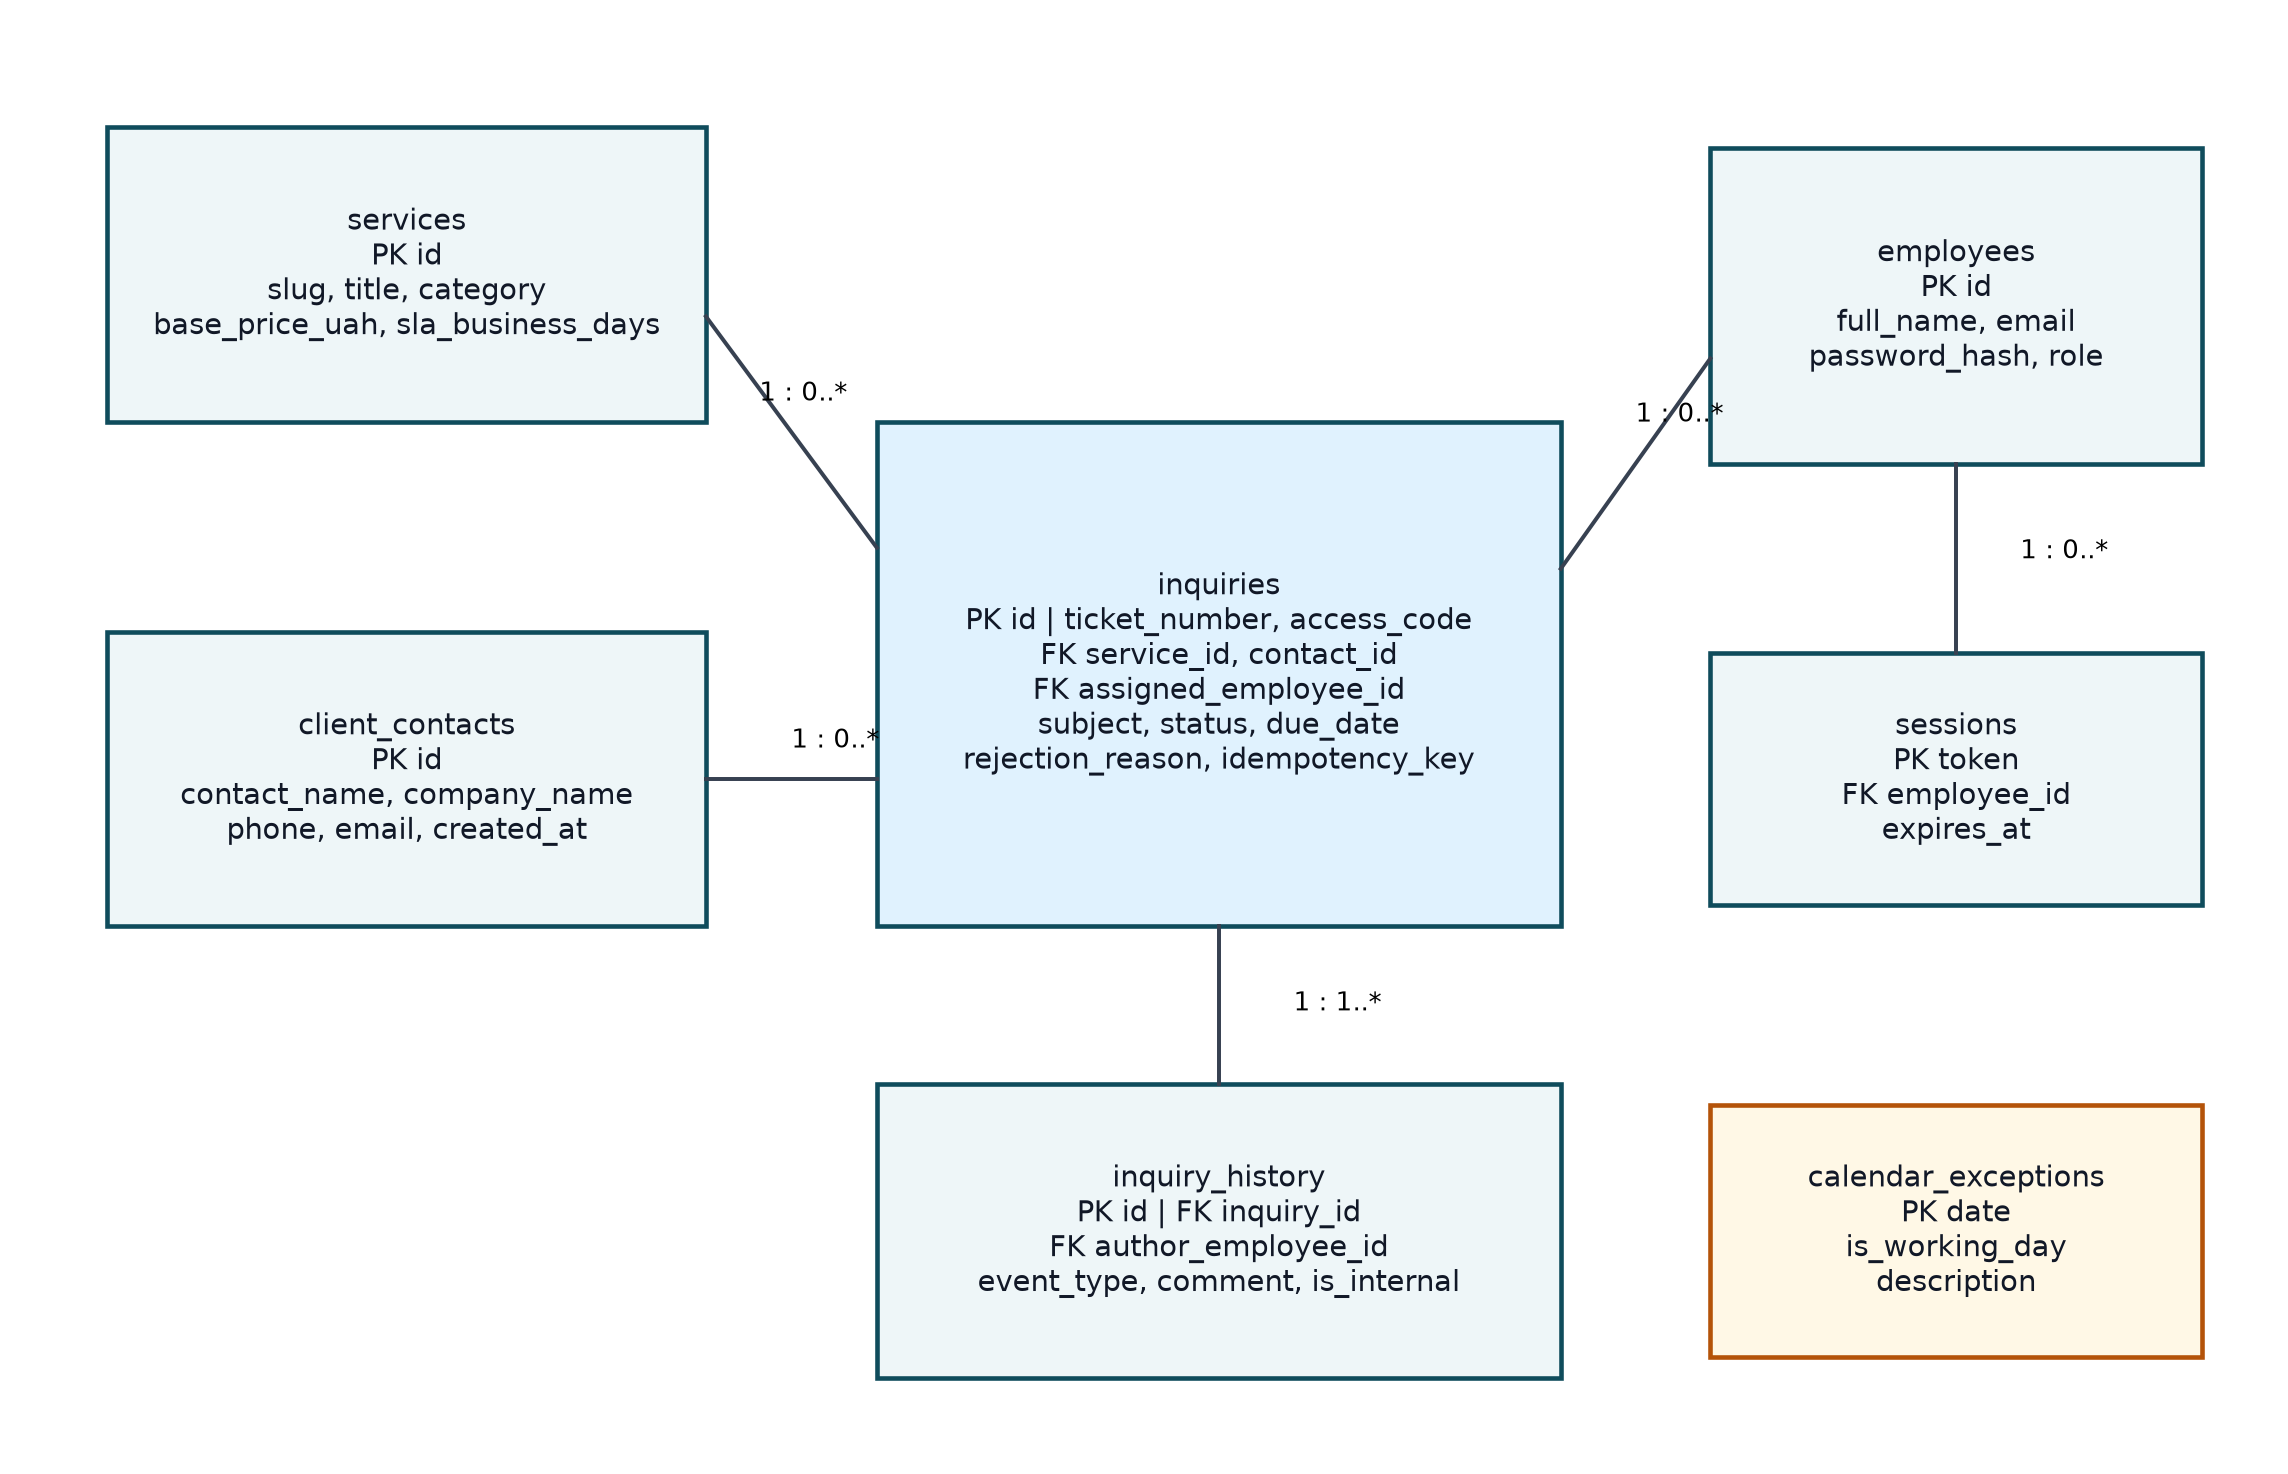 services
PK id
slug, title, category
base_price_uah, sla_business_days
employees
PK id
full_name, email
password_hash, role
1 : 0..*
1 : 0..*
1 : 0..*
inquiries
PK id | ticket_number, access_code
FK service_id, contact_id
FK assigned_employee_id
subject, status, due_date
rejection_reason, idempotency_key
client_contacts
PK id
contact_name, company_name
phone, email, created_at
1 : 0..*
sessions
PK token
FK employee_id
expires_at
1 : 1..*
inquiry_history
PK id | FK inquiry_id
FK author_employee_id
event_type, comment, is_internal
calendar_exceptions
PK date
is_working_day
description